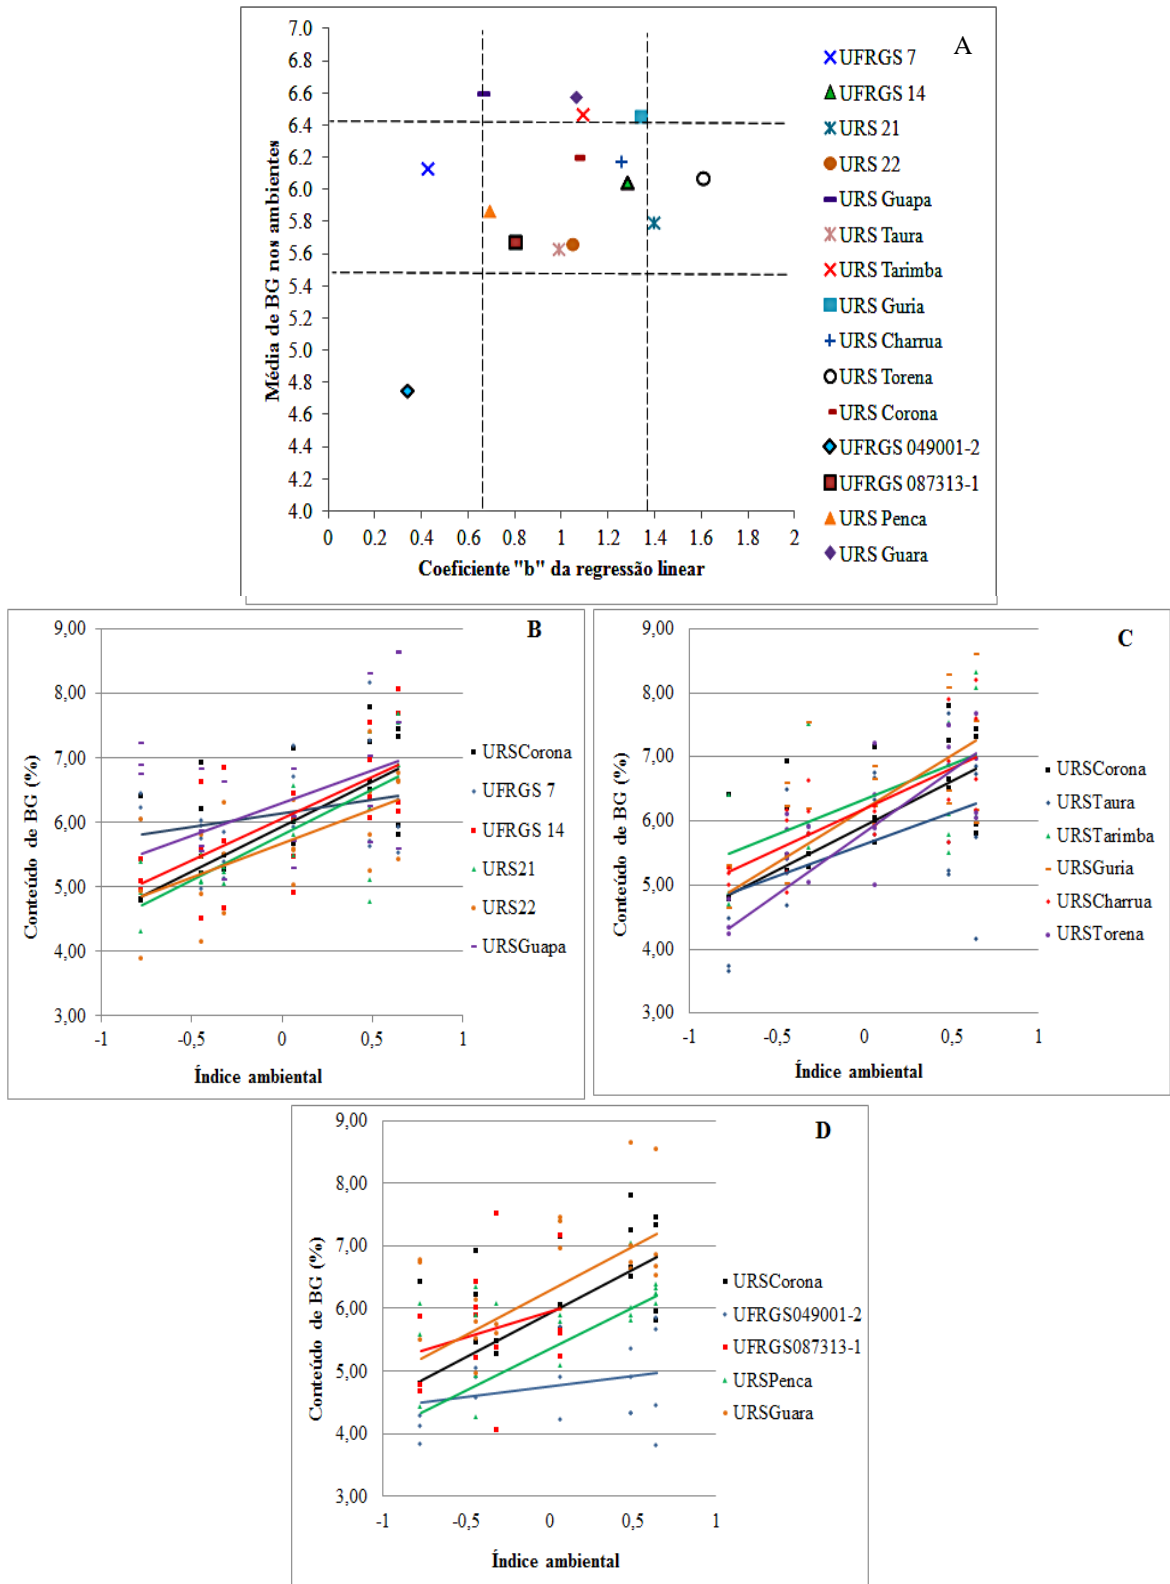 A
Média de BG nos ambientes
7.0
6.8
6.6
6.4
6.2
6.0
5.8
5.6
5.4
5.2
5.0
4.8
4.6
4.4
4.2
4.0
0 0.2 0.4 0.6 0.8 1 1.2 1.4 1.6 1.8 2
Coeficiente "b" da regressão linear
UFRGS 7
UFRGS 14
URS 21
URS 22
URS Guapa
URS Taura
URS Tarimba
URS Guria
URS Charrua
URS Torena
URS Corona
UFRGS 049001-2
UFRGS 087313-1
URS Penca
URS Guara
B
Conteúdo de BG (%)
9,00
8,00
7,00
6,00
5,00
4,00
3,00
-1 -0,5 0 0,5 1
Índice ambiental
URSCorona
UFRGS 7
UFRGS 14
URS21
URS22
URSGuapa
C
Conteúdo de BG (%)
9,00
8,00
7,00
6,00
5,00
4,00
3,00
-1 -0,5 0 0,5 1
Índice ambiental
URSCorona
URSTaura
URSTarimba
URSGuria
URSCharrua
URSTorena
D
Conteúdo de BG (%)
9,00
8,00
7,00
6,00
5,00
4,00
3,00
-1 -0,5 0 0,5 1
Índice ambiental
URSCorona
UFRGS049001-2
UFRGS087313-1
URSPenca
URSGuara